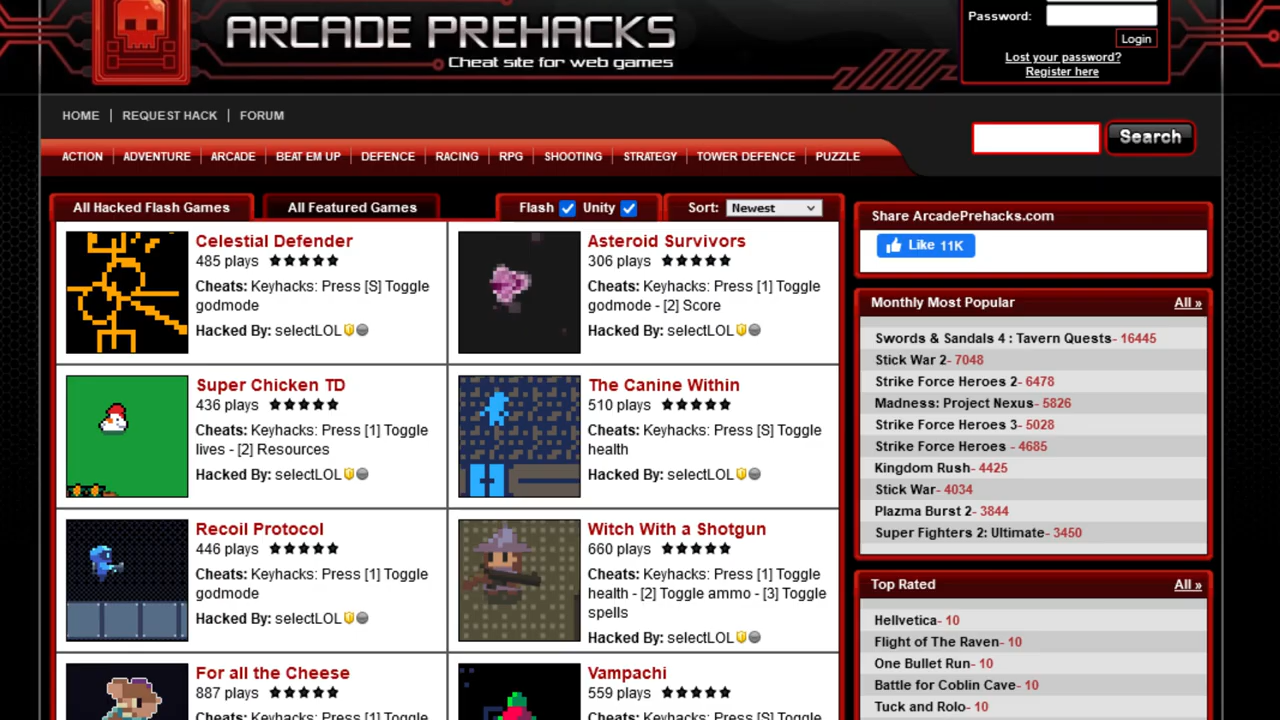 ARCADE PREHACKS
Cheat site for web games
Password:
Login
Lost your password?
Register here
HOME | REQUEST HACK | FORUM
Search
ACTION | ADVENTURE | ARCADE | BEAT EM UP | DEFENCE | RACING | RPG | SHOOTING | STRATEGY | TOWER DEFENCE | PUZZLE
All Hacked Flash Games
All Featured Games
Flash Unity
Sort: Newest
Celestial Defender
485 plays ★★★★★
Cheats: Keyhacks: Press [S] Toggle
godmode
Hacked By: selectLOL
Asteroid Survivors
306 plays ★★★★★
Cheats: Keyhacks: Press [1] Toggle
godmode - [2] Score
Hacked By: selectLOL
Super Chicken TD
436 plays ★★★★★
Cheats: Keyhacks: Press [1] Toggle
lives - [2] Resources
Hacked By: selectLOL
The Canine Within
510 plays ★★★★★
Cheats: Keyhacks: Press [S] Toggle
health
Hacked By: selectLOL
Recoil Protocol
446 plays ★★★★★
Cheats: Keyhacks: Press [1] Toggle
godmode
Hacked By: selectLOL
Witch With a Shotgun
660 plays ★★★★★
Cheats: Keyhacks: Press [1] Toggle
health - [2] Toggle ammo - [3] Toggle
spells
Hacked By: selectLOL
For all the Cheese
887 plays ★★★★★
Cheats: Keyhacks: Press [1] Toggle
Vampachi
559 plays ★★★★★
Cheats: Keyhacks: Press [S] Toggle
Share ArcadePrehacks.com
Like 11K
Monthly Most Popular
All »
Swords & Sandals 4 : Tavern Quests- 16445
Stick War 2- 7048
Strike Force Heroes 2- 6478
Madness: Project Nexus- 5826
Strike Force Heroes 3- 5028
Strike Force Heroes - 4685
Kingdom Rush- 4425
Stick War- 4034
Plazma Burst 2- 3844
Super Fighters 2: Ultimate- 3450
Top Rated
All »
Hellvetica- 10
Flight of The Raven- 10
One Bullet Run- 10
Battle for Coblin Cave- 10
Tuck and Rolo- 10